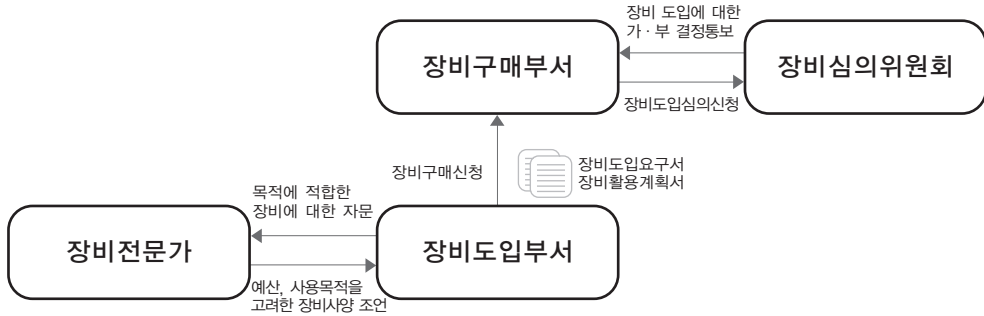 장비 도입에 대한
가 · 부 결정통보
장비구매부서
장비심의위원회
장비도입심의신청
장비구매신청
장비도입요구서
장비활용계획서
목적에 적합한
장비에 대한 자문
장비전문가
장비도입부서
예산, 사용목적을
고려한 장비사양 조언